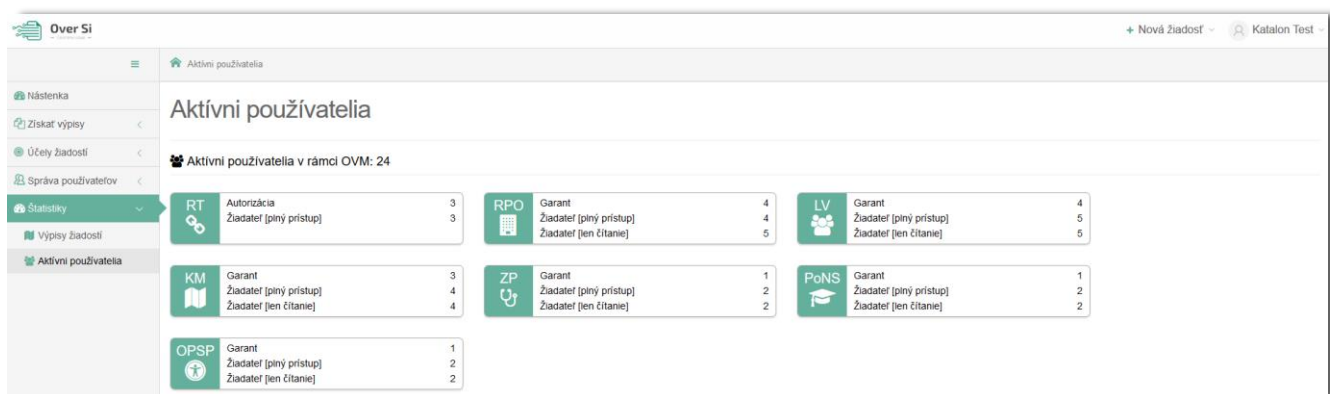 Over Si
+ Nová žiadosť
Katalon Test
Aktívni používatelia
Nástenka
Získať výpisy
Účely žiadostí
Správa používateľov
Štatistiky
Výpisy žiadostí
Aktívni používatelia
Aktívni používatelia
Aktívni používatelia v rámci OVM: 24
RT
Autorizácia 3
Žiadateľ [plný prístup] 3
RPO
Garant 4
Žiadateľ [plný prístup] 4
Žiadateľ [len čítanie] 5
LV
Garant 4
Žiadateľ [plný prístup] 5
Žiadateľ [len čítanie] 5
KM
Garant 3
Žiadateľ [plný prístup] 4
Žiadateľ [len čítanie] 4
ZP
Garant 1
Žiadateľ [plný prístup] 2
Žiadateľ [len čítanie] 2
PoNS
Garant 1
Žiadateľ [plný prístup] 2
Žiadateľ [len čítanie] 2
OPSP
Garant 1
Žiadateľ [plný prístup] 2
Žiadateľ [len čítanie] 2